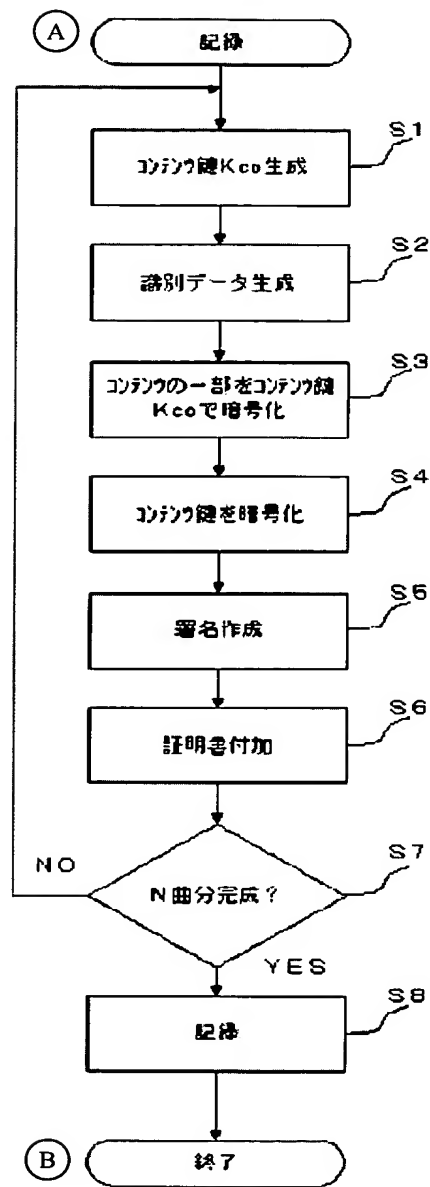 A 記録
S1
コンテンツ鍵Kco生成
S2
識別データ生成
S3
コンテンツの一部をコンテンツ鍵
Kcoで暗号化
S4
コンテンツ鍵を暗号化
S5
署名作成
S6
証明書付加
S7
NO
N曲分完成?
YES
S8
記録
B 終了